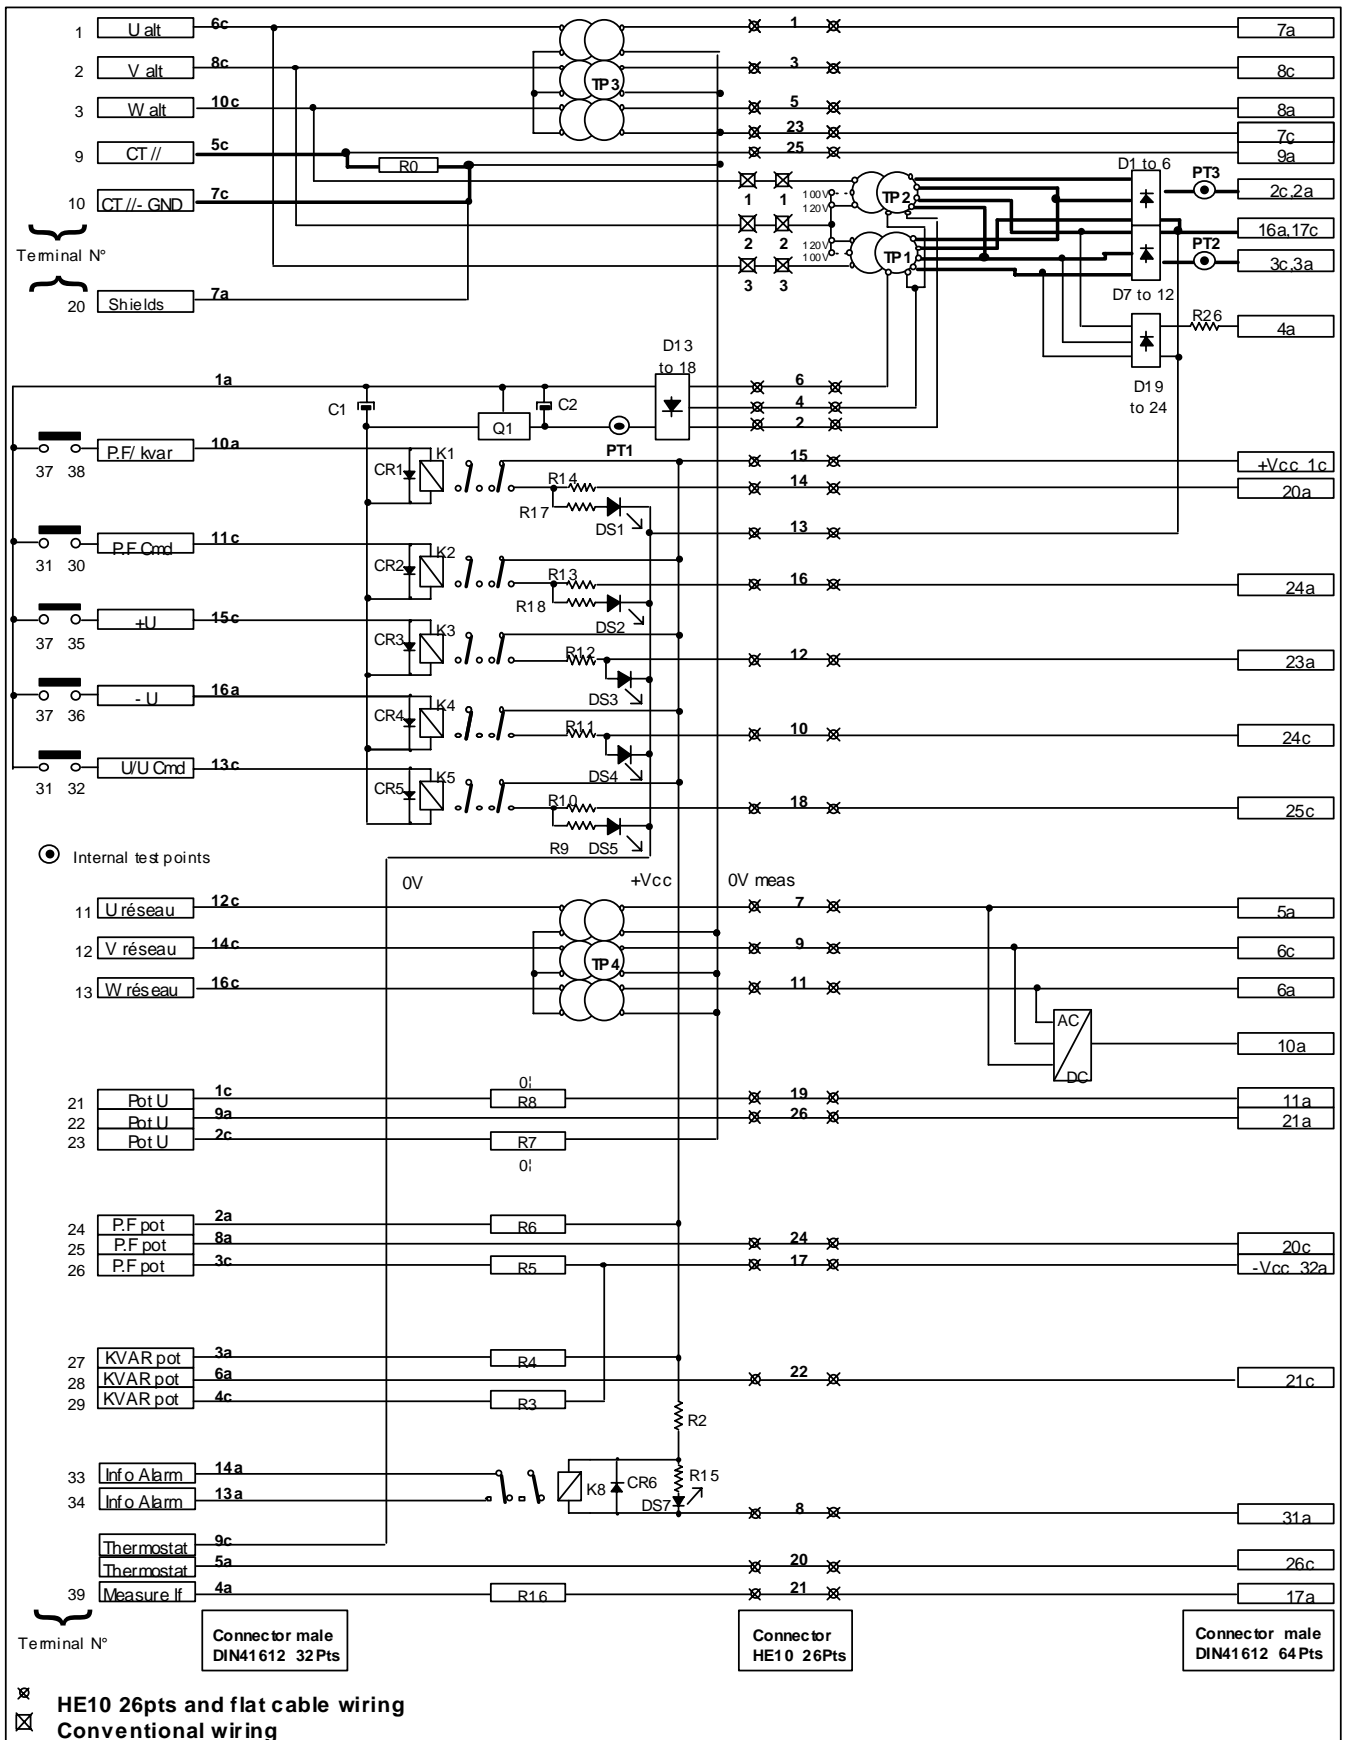 1 U alt 6c 1 7a
2 V alt 8c TP3 3 8c
3 W alt 10c 5 8a
23 7c
9 CT // 5c R0 25 9a
D1 to 6 PT3
10 CT //- GND 7c 1 1 100V 120V TP2 2c,2a
Terminal N° 2 2 16a,17c
120V 100V TP1 PT2 3c,3a
3 3 D7 to 12
20 Shields 7a R26 4a
D13 to 18 D19 to 24
1a 6
C1 C2 4
Q1 PT1 2
37 38 P.F/ kvar 10a CR1 K1 15 +Vcc 1c
R14 14 20a
R17 DS1 13
31 30 P.F Cmd 11c CR2 K2
R13 16 24a
R18 DS2
37 35 +U 15c CR3 K3
R12 12 23a
DS3
37 36 - U 16a CR4 K4
R11 10 24c
DS4
31 32 U/U Cmd 13c CR5 K5
R10 18 25c
R9 DS5
Internal test points
0V +Vcc 0V meas
11 U réseau 12c 7 5a
12 V réseau 14c TP4 9 6c
13 W réseau 16c 11 6a
AC DC 10a
0¦
21 Pot U 1c R8 19 11a
22 Pot U 9a 26 21a
23 Pot U 2c R7
0¦
24 P.F pot 2a R6
25 P.F pot 8a 24 20c
26 P.F pot 3c R5 17 -Vcc 32a
27 KVAR pot 3a R4
28 KVAR pot 6a 22 21c
29 KVAR pot 4c R3
R2
33 Info Alarm 14a K8 CR6 R15
34 Info Alarm 13a DS7 8 31a
Thermostat 9c
Thermostat 5a 20 26c
39 Measure If 4a R16 21 17a
Terminal N°
Connector male
DIN41612 32Pts
Connector
HE10 26Pts
Connector male
DIN41612 64Pts
HE10 26pts and flat cable wiring
Conventional wiring